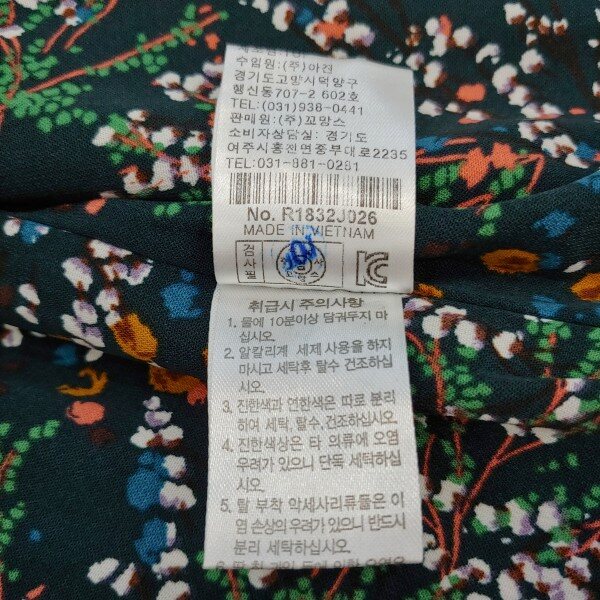 수입원:(주)아진
경기도고양시덕양구
행신동707-2 602호
TEL:(031)938-0441
판매원:(주)꼬망스
소비자상담실: 경기도
여주시흥천면중부대로2235
TEL:031-881-0281
No. R1832J026
MADE IN VIETNAM
검사필
취급시 주의사항
1. 물에 10분이상 담궈두지 마
십시오.
2. 알칼리계 세제 사용을 하지
마시고 세탁후 탈수 건조하십
시오.
3. 진한색과 연한색은 따로 분리
하여 세탁, 탈수,건조하십시오.
4. 진한색상은 타 의류에 오염
우려가 있으니 단독 세탁하십
시오.
5. 탈 부착 악세사리류들은 이
염 손상의 우려가 있으니 반드시
분리 세탁하십시오.